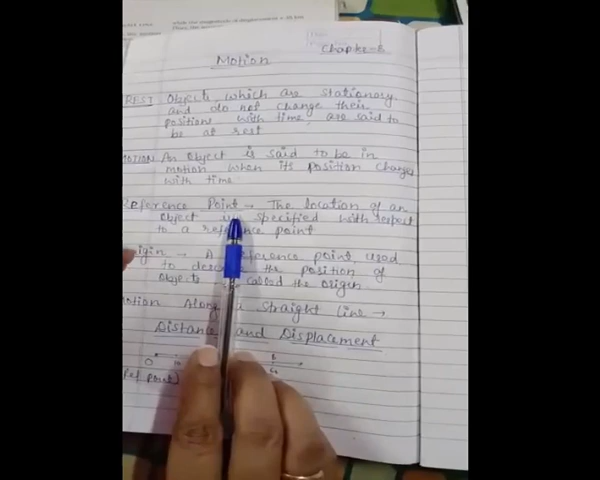 Chapter-8
Motion
REST Objects which are stationary
and do not change their
positions with time, are said to
be at rest
MOTION An Object is said to be in
motion when its position change
with time
Reference Point → The location of an
object is specified with respect
to a reference point
Origin → A reference point used
to the position of
Objects called the origin
Motion Along a straight line →
Distance and Displacement
0
(Ref point)